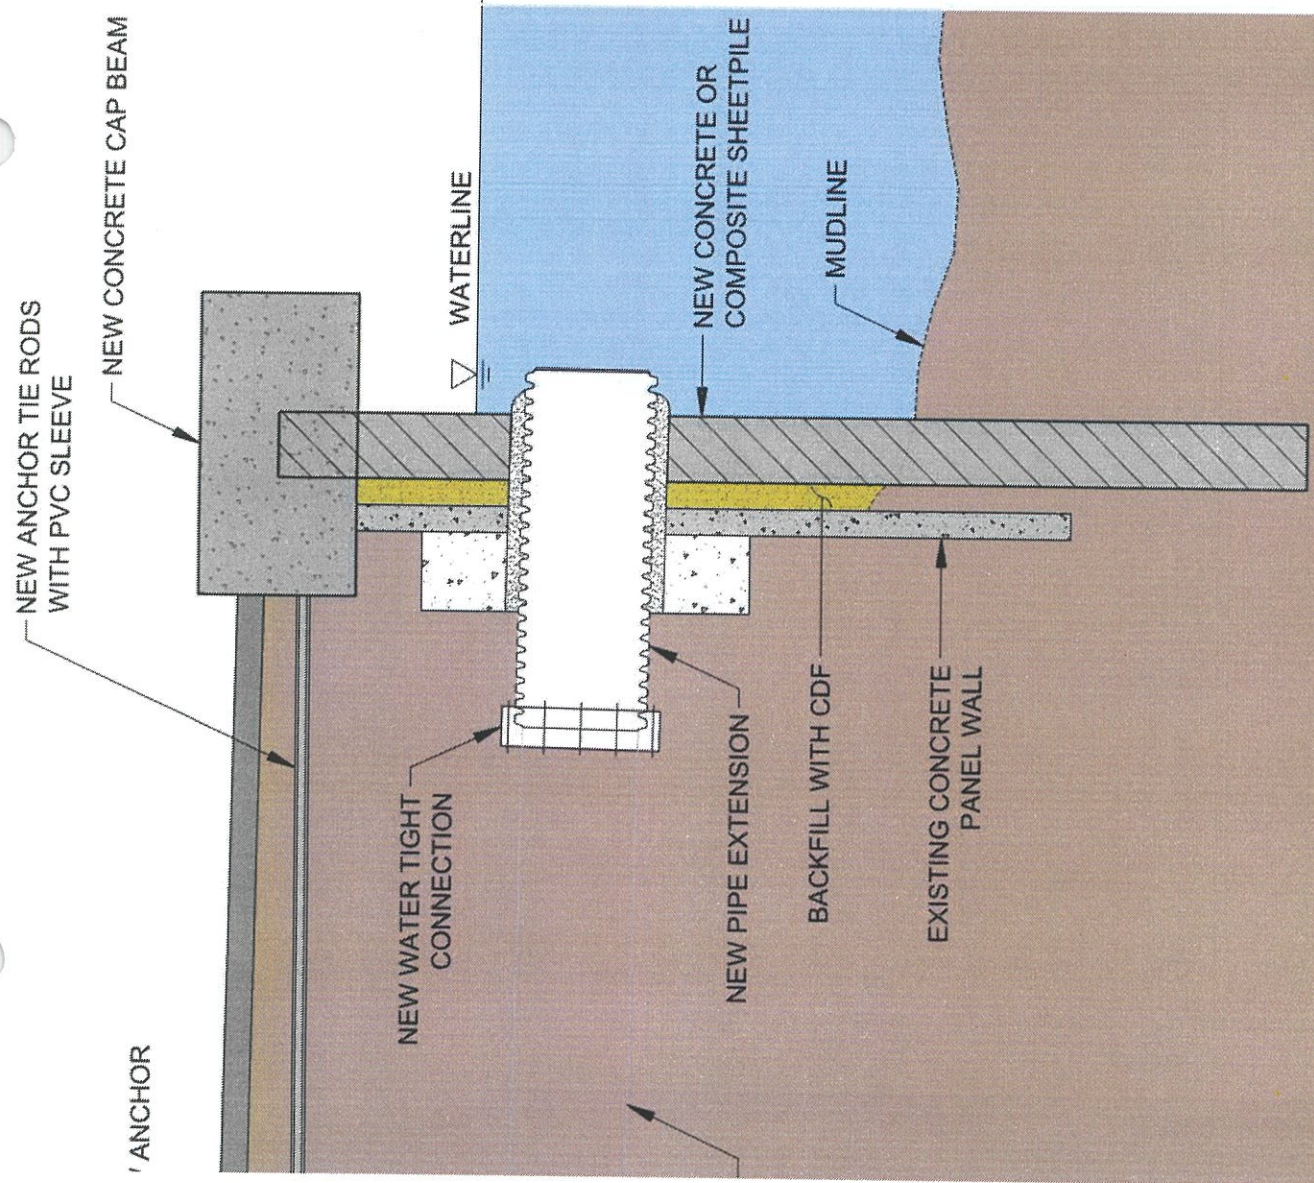 NEW ANCHOR TIE RODS
WITH PVC SLEEVE
NEW CONCRETE CAP BEAM
' ANCHOR
WATERLINE
NEW CONCRETE OR
COMPOSITE SHEETPILE
MUDLINE
NEW WATER TIGHT
CONNECTION
NEW PIPE EXTENSION
BACKFILL WITH CDF
EXISTING CONCRETE
PANEL WALL